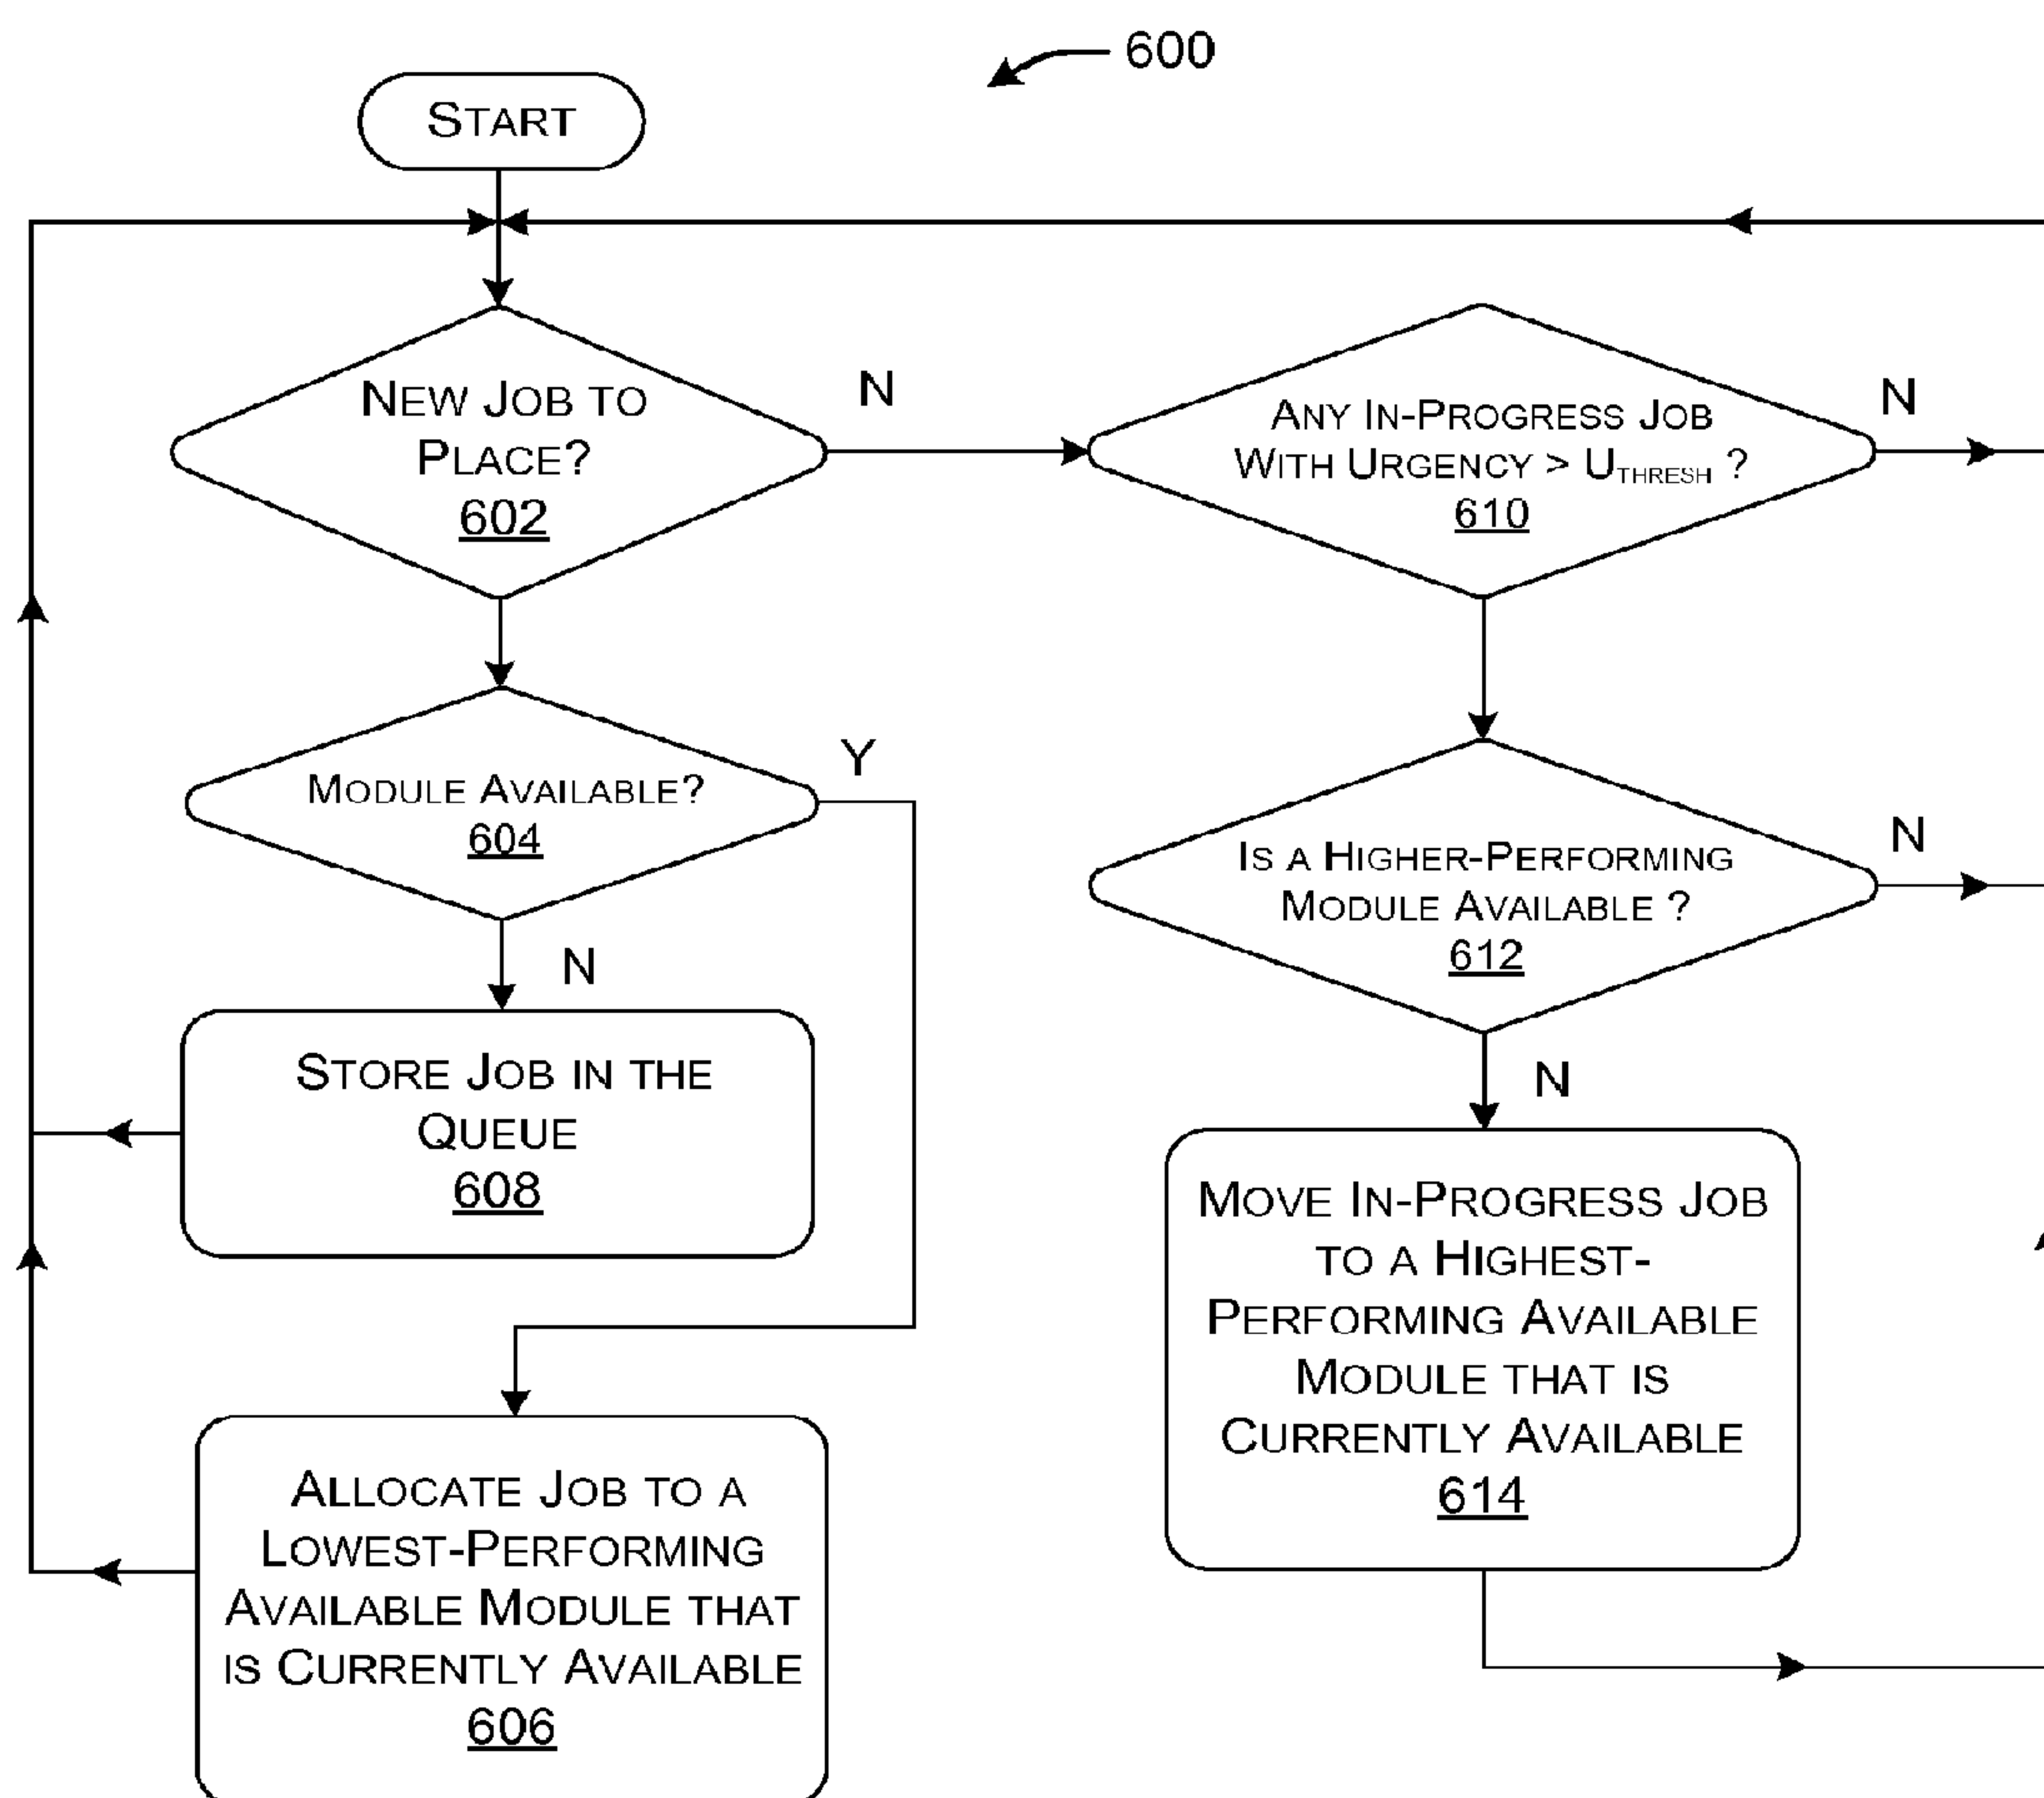 600
START
NEW JOB TO
PLACE?
602
N
ANY IN-PROGRESS JOB
WITH URGENCY > UTHRESH ?
610
N
MODULE AVAILABLE?
604
Y
N
IS A HIGHER-PERFORMING
MODULE AVAILABLE ?
612
N
N
STORE JOB IN THE
QUEUE
608
MOVE IN-PROGRESS JOB
TO A HIGHEST-
PERFORMING AVAILABLE
MODULE THAT IS
CURRENTLY AVAILABLE
614
ALLOCATE JOB TO A
LOWEST-PERFORMING
AVAILABLE MODULE THAT
IS CURRENTLY AVAILABLE
606